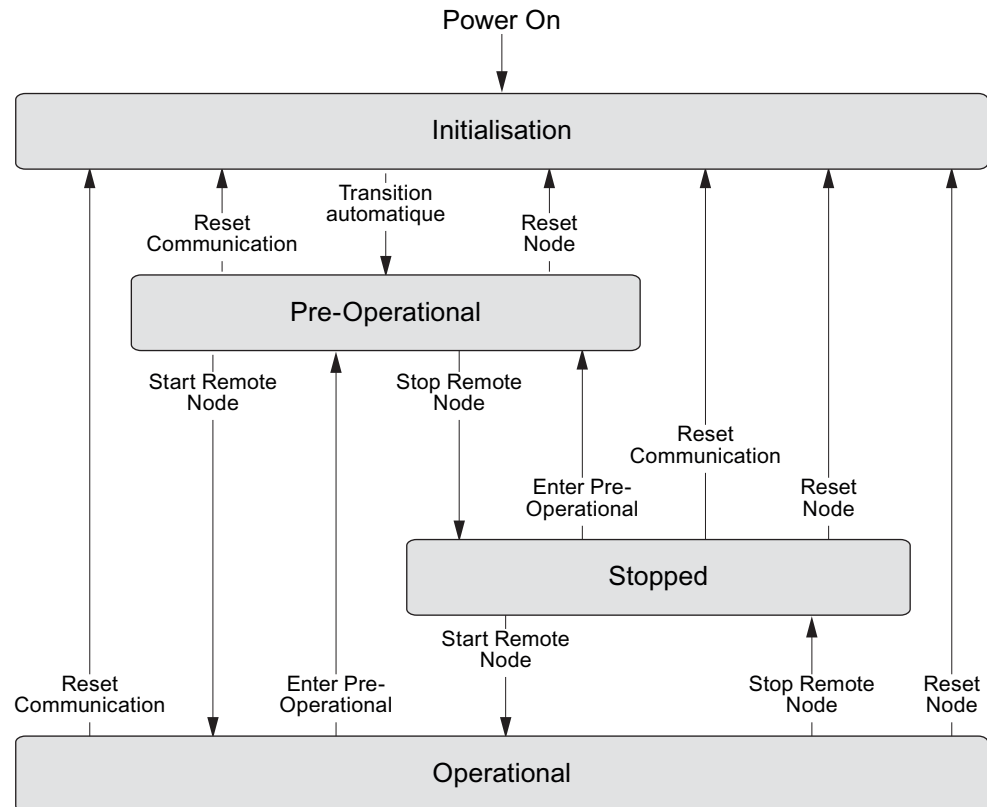 Power On
Initialisation
Transition
automatique
Reset
Communication
Reset
Node
Pre-Operational
Start Remote
Node
Stop Remote
Node
Reset
Communication
Enter Pre-
Operational
Reset
Node
Stopped
Start Remote
Node
Reset
Communication
Enter Pre-
Operational
Stop Remote
Node
Reset
Node
Operational